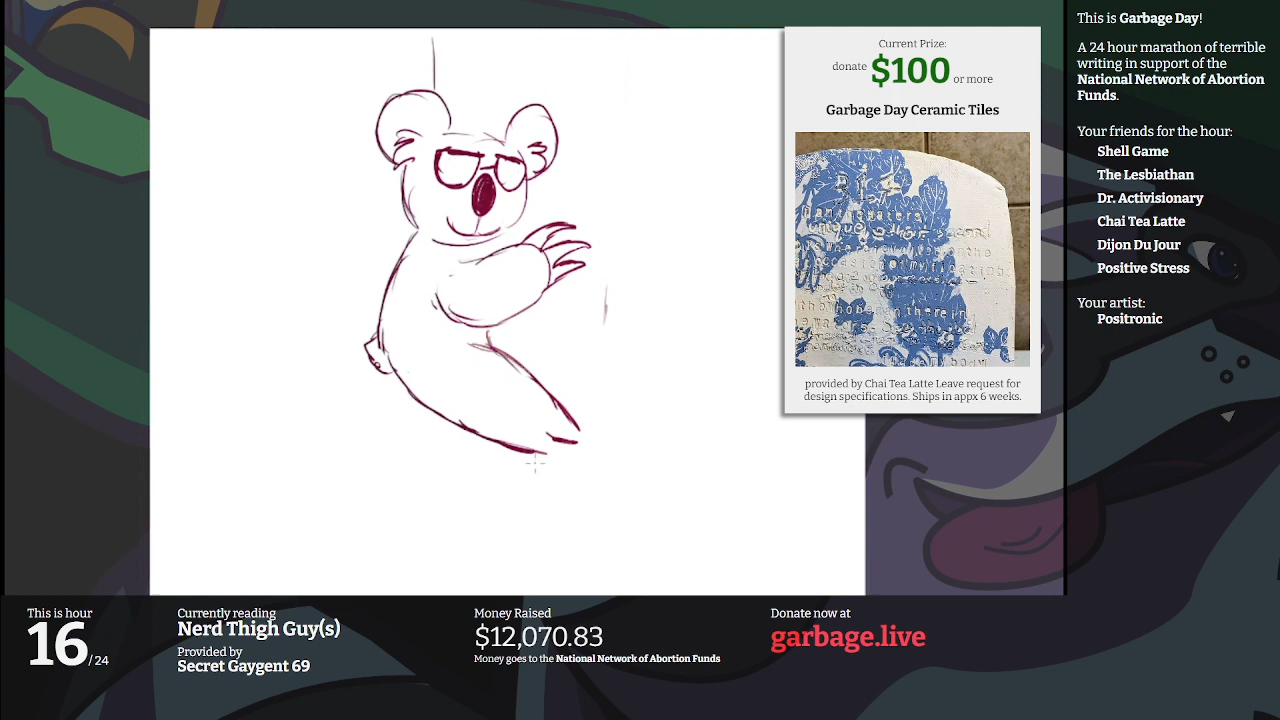 This is Garbage Day!
A 24 hour marathon of terrible
writing in support of the
National Network of Abortion
Funds.
Your friends for the hour:
Shell Game
The Lesbiathan
Dr. Activisionary
Chai Tea Latte
Dijon Du Jour
Positive Stress
Your artist:
Positronic
Current Prize:
donate $100 or more
Garbage Day Ceramic Tiles
provided by Chai Tea Latte Leave request for
design specifications. Ships in appx 6 weeks.
This is hour
16/24
Currently reading
Nerd Thigh Guy(s)
Provided by
Secret Gaygent 69
Money Raised
$12,070.83
Money goes to the National Network of Abortion Funds
Donate now at
garbage.live